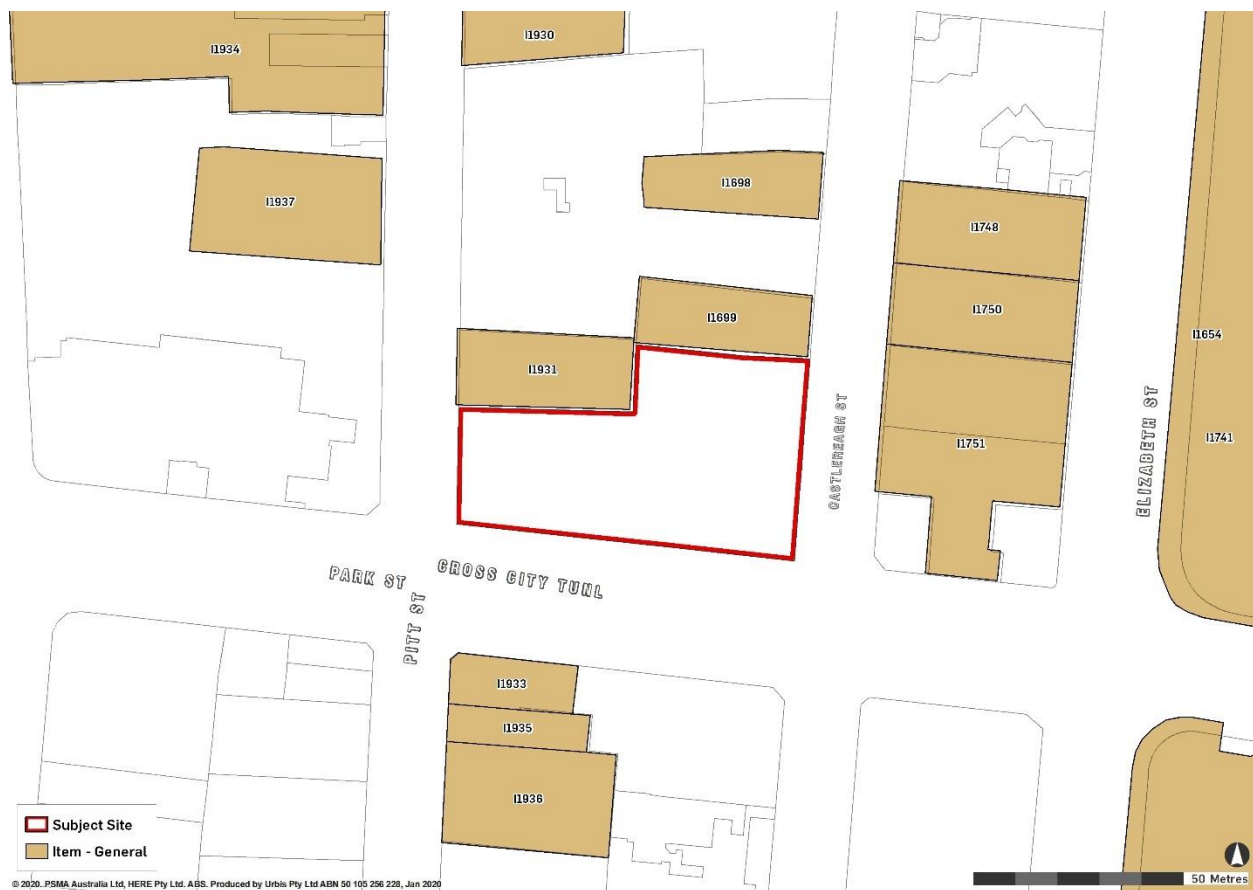 I1934
I1930
I1937
I1698
I1748
I1699
I1750
I1654
I1931
CASTLEREAGH ST
I1751
ELIZABETH ST
I1741
PARK ST
CROSS CITY TUNL
PITT ST
I1933
I1935
I1936
Subject Site
Item - General
50 Metres
© 2020. PSMA Australia Ltd, HERE Pty Ltd. ABS. Produced by Urbis Pty Ltd ABN 50 105 256 228, Jan 2020